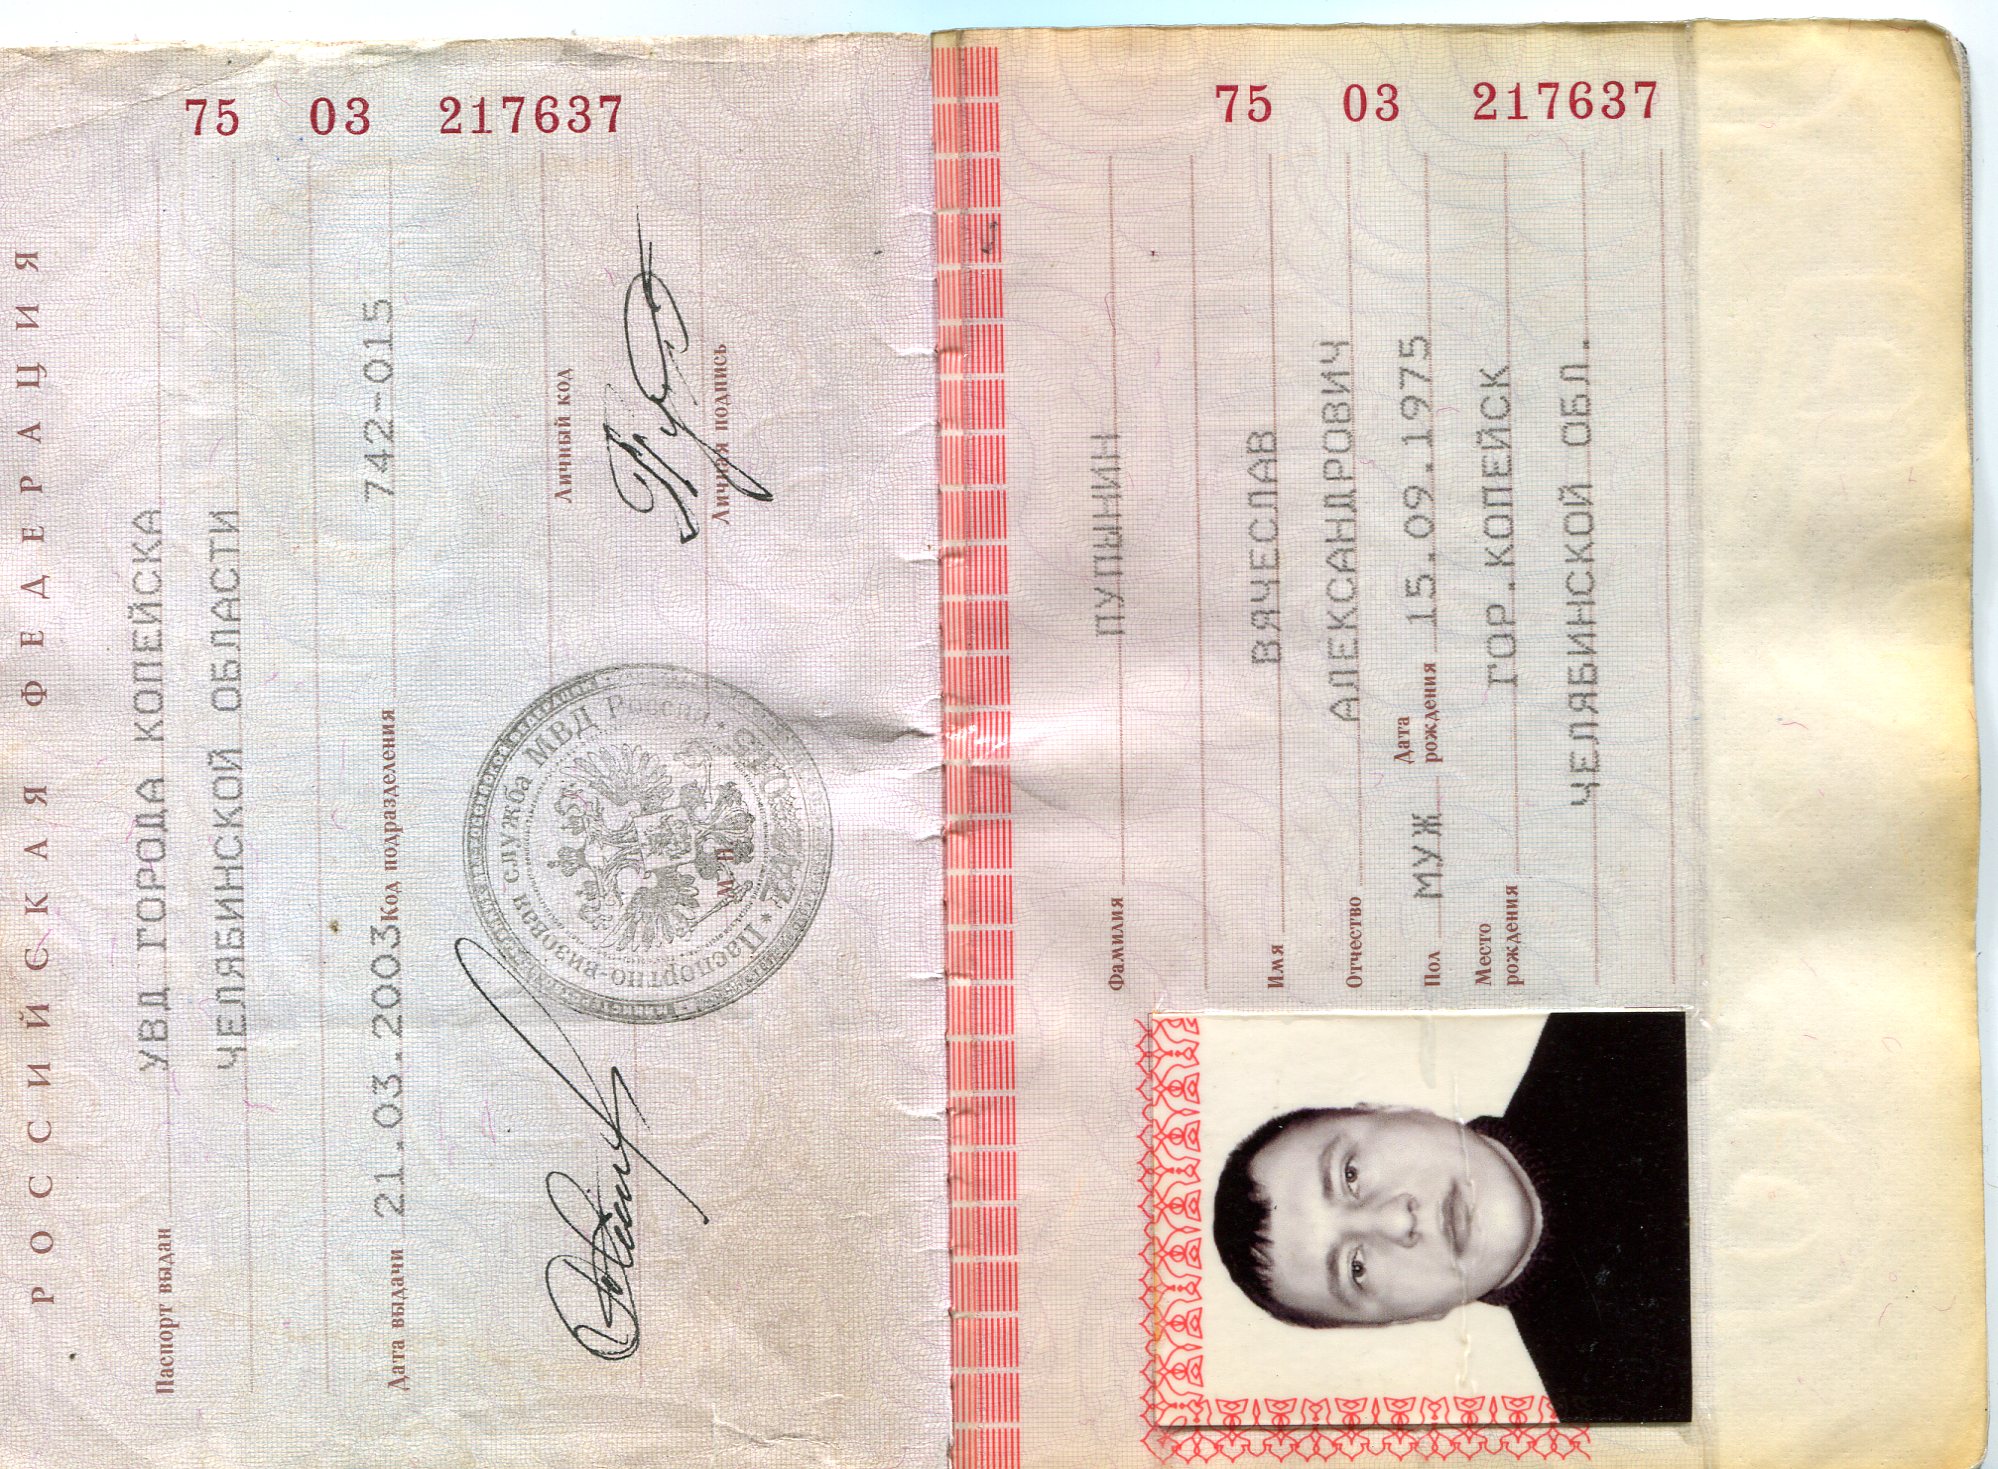 РОССИЙСКАЯ ФЕДЕРАЦИЯ
75 03 217637
Паспорт выдан УВД ГОРОДА КОПЕЙСКА
ЧЕЛЯБИНСКОЙ ОБЛАСТИ
Дата выдачи 21.03.2003 Код подразделения 742-015
Личный код
Личная подпись
М.П.
Паспортно-визовая служба МВД России
75 03 217637
Фамилия ПУПЫНИН
Имя ВЯЧЕСЛАВ
Отчество АЛЕКСАНДРОВИЧ
Пол МУЖ Дата рождения 15.09.1975
Место рождения ГОР.КОПЕЙСК
ЧЕЛЯБИНСКОЙ ОБЛ.